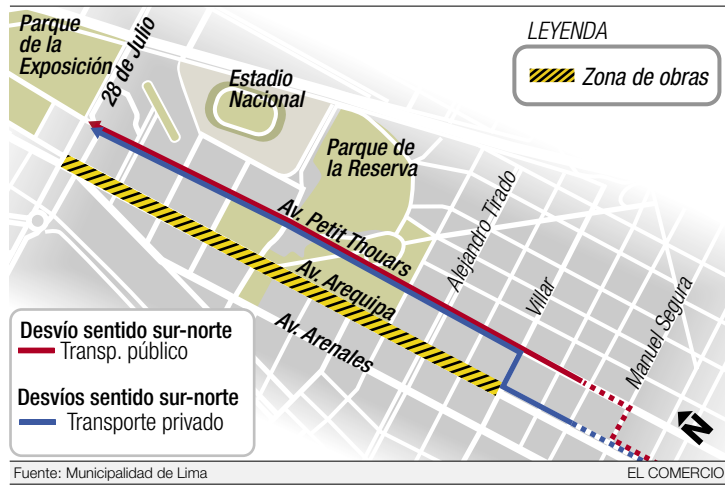 Parque
de la
Exposición
28 de Julio
Estadio
Nacional
Parque de
la Reserva
LEYENDA
Zona de obras
Av. Petit Thouars
Av. Arequipa
Av. Arenales
Alejandro Tirado
Villar
Manuel Segura
Desvío sentido sur-norte
Transp. público
Desvíos sentido sur-norte
Transporte privado
N
Fuente: Municipalidad de Lima
EL COMERCIO